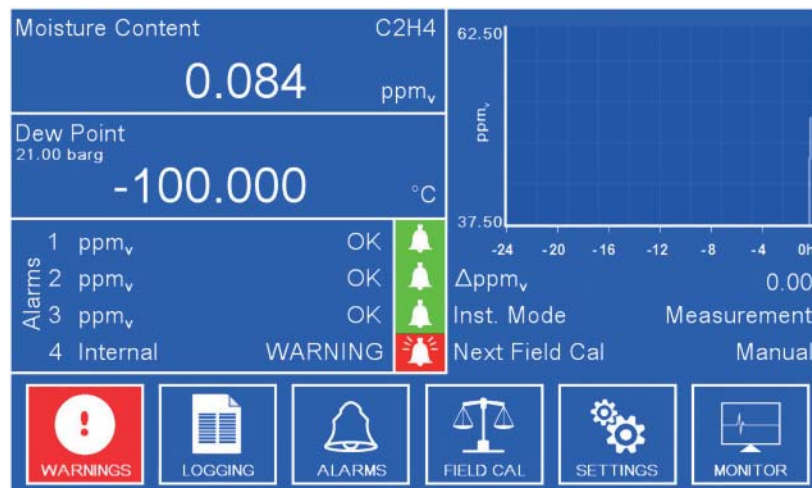 Moisture Content C2H4
0.084 ppmv
Dew Point
21.00 barg
-100.000 °C
Alarms
1 ppmv OK
2 ppmv OK
3 ppmv OK
4 Internal WARNING
62.50
ppmv
37.50
-24 -20 -16 -12 -8 -4 0h
Δppmv 0.00
Inst. Mode Measurement
Next Field Cal Manual
WARNINGS LOGGING ALARMS FIELD CAL SETTINGS MONITOR